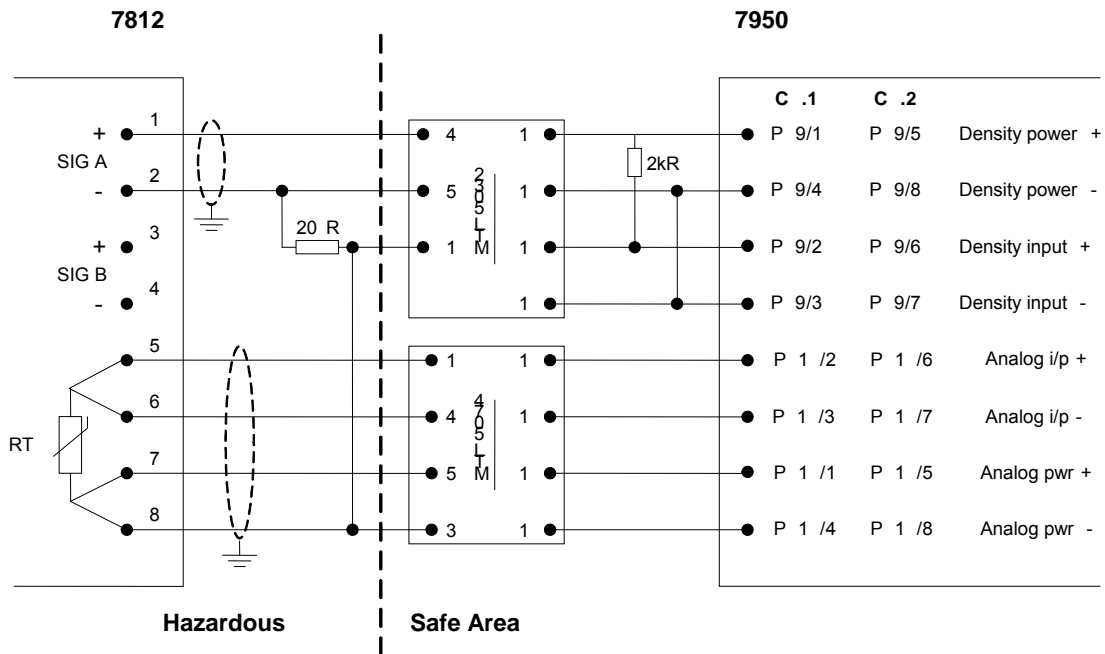 7812
7950
C .1 C .2
+ 1 4 1 P 9/1 P 9/5 Density power +
SIG A
2kR
- 2 5 1 P 9/4 P 9/8 Density power -
MTL5032
20 R
+ 3 1 1 P 9/2 P 9/6 Density input +
SIG B
- 4 1 P 9/3 P 9/7 Density input -
5 1 1 P 1 /2 P 1 /6 Analog i/p +
6 4 1 P 1 /3 P 1 /7 Analog i/p -
MTL5074
RT
7 5 1 P 1 /1 P 1 /5 Analog pwr +
8 3 1 P 1 /4 P 1 /8 Analog pwr -
Hazardous Safe Area